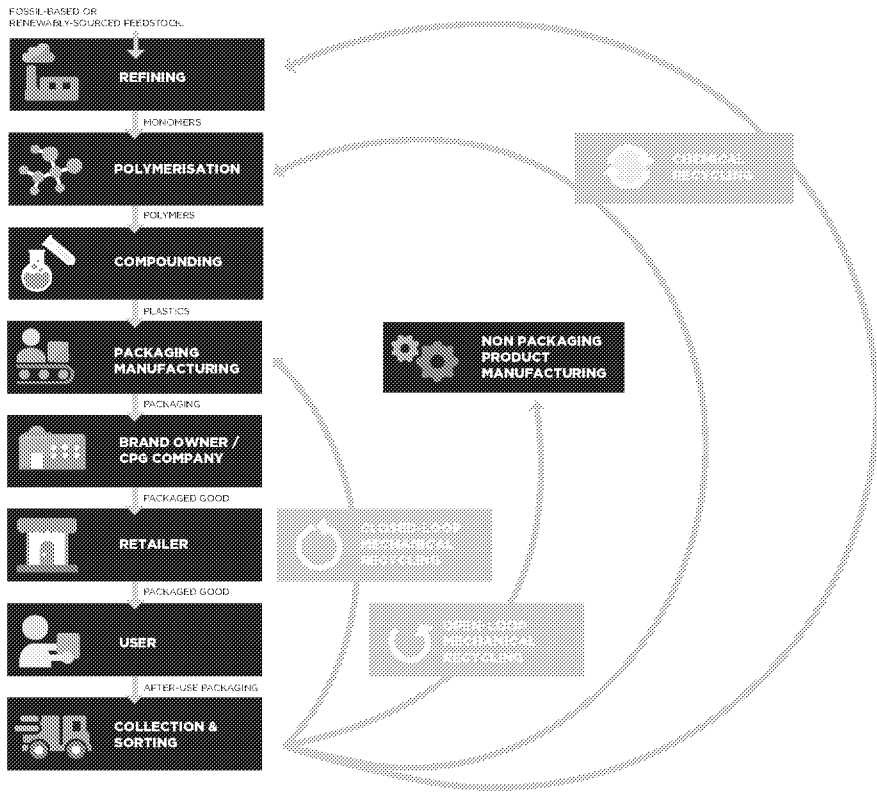 FOSSIL-BASED OR
RENEWABLY-SOURCED FEEDSTOCK
REFINING
MONOMERS
POLYMERISATION
POLYMERS
COMPOUNDING
PLASTICS
PACKAGING
MANUFACTURING
PACKAGING
BRAND OWNER /
CPG COMPANY
PACKAGED GOOD
RETAILER
PACKAGED GOOD
USER
AFTER-USE PACKAGING
COLLECTION &
SORTING
CHEMICAL
RECYCLING
NON PACKAGING
PRODUCT
MANUFACTURING
CLOSED-LOOP
MECHANICAL
RECYCLING
OPEN-LOOP
MECHANICAL
RECYCLING